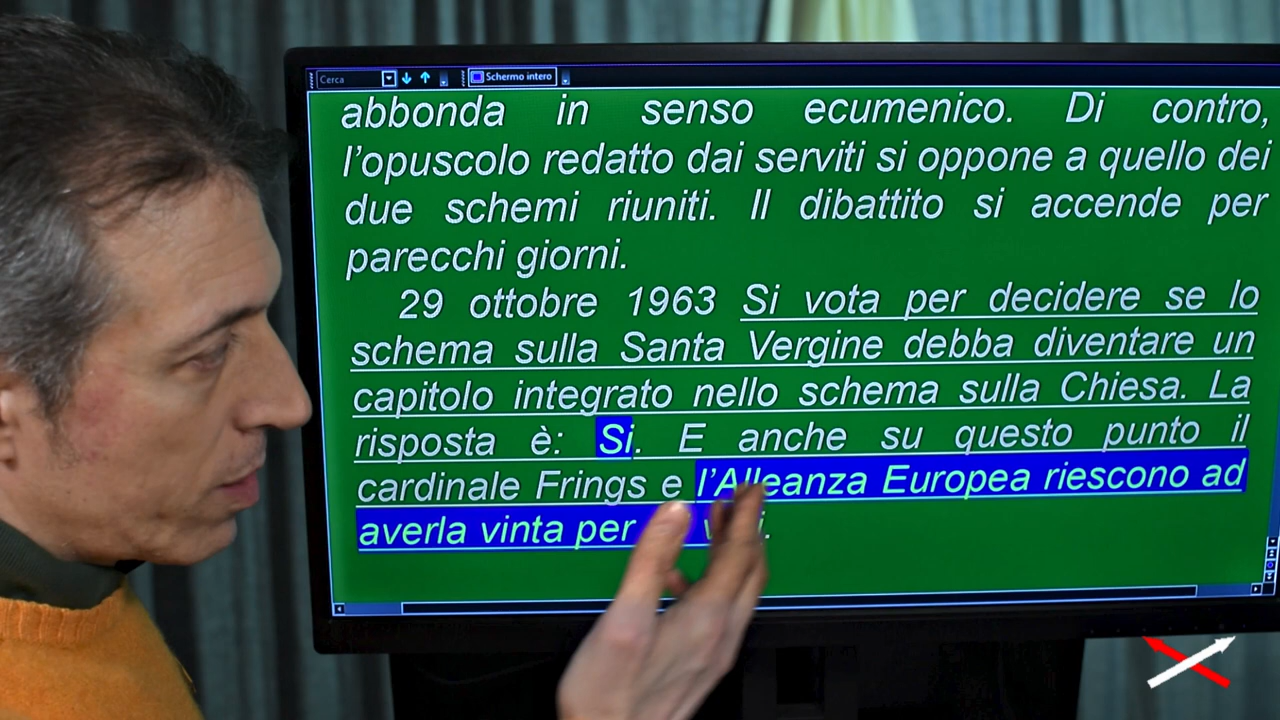 Cerca
Schermo intero
abbonda in senso ecumenico. Di contro,
l'opuscolo redatto dai serviti si oppone a quello dei
due schemi riuniti. Il dibattito si accende per
parecchi giorni.
29 ottobre 1963 Si vota per decidere se lo
schema sulla Santa Vergine debba diventare un
capitolo integrato nello schema sulla Chiesa. La
risposta è: Si. E anche su questo punto il
cardinale Frings e l'Alleanza Europea riescono ad
averla vinta per